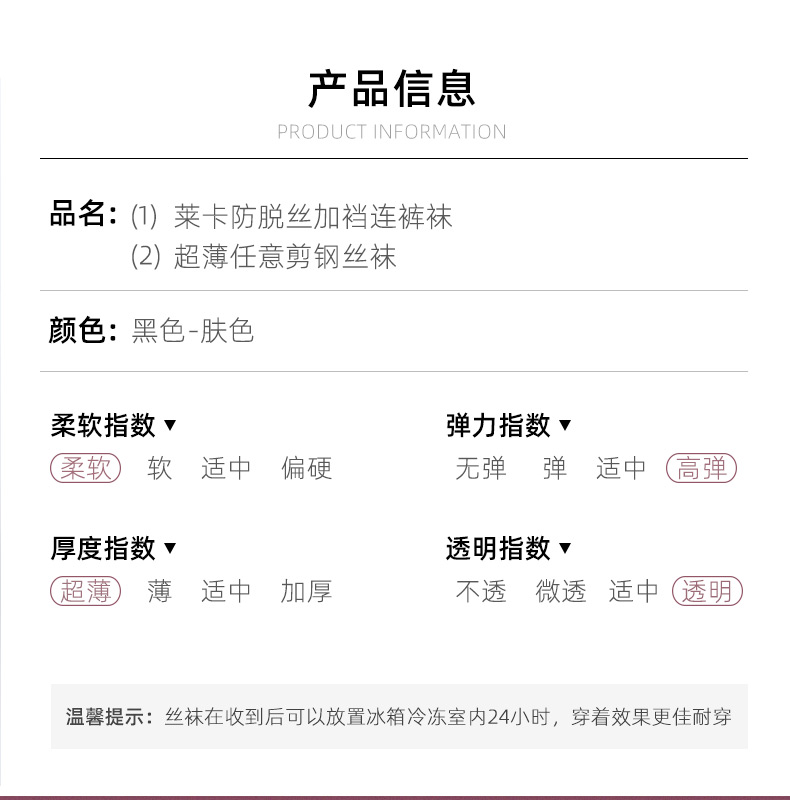 产品信息
PRODUCT INFORMATION
品名: (1) 莱卡防脱丝加裆连裤袜
(2) 超薄任意剪钢丝袜
颜色: 黑色-肤色
柔软指数▼ 弹力指数▼
柔软 软 适中 偏硬 无弹 弹 适中 高弹
厚度指数▼ 透明指数▼
超薄 薄 适中 加厚 不透 微透 适中 透明
温馨提示: 丝袜在收到后可以放置冰箱冷冻室内24小时，穿着效果更佳耐穿